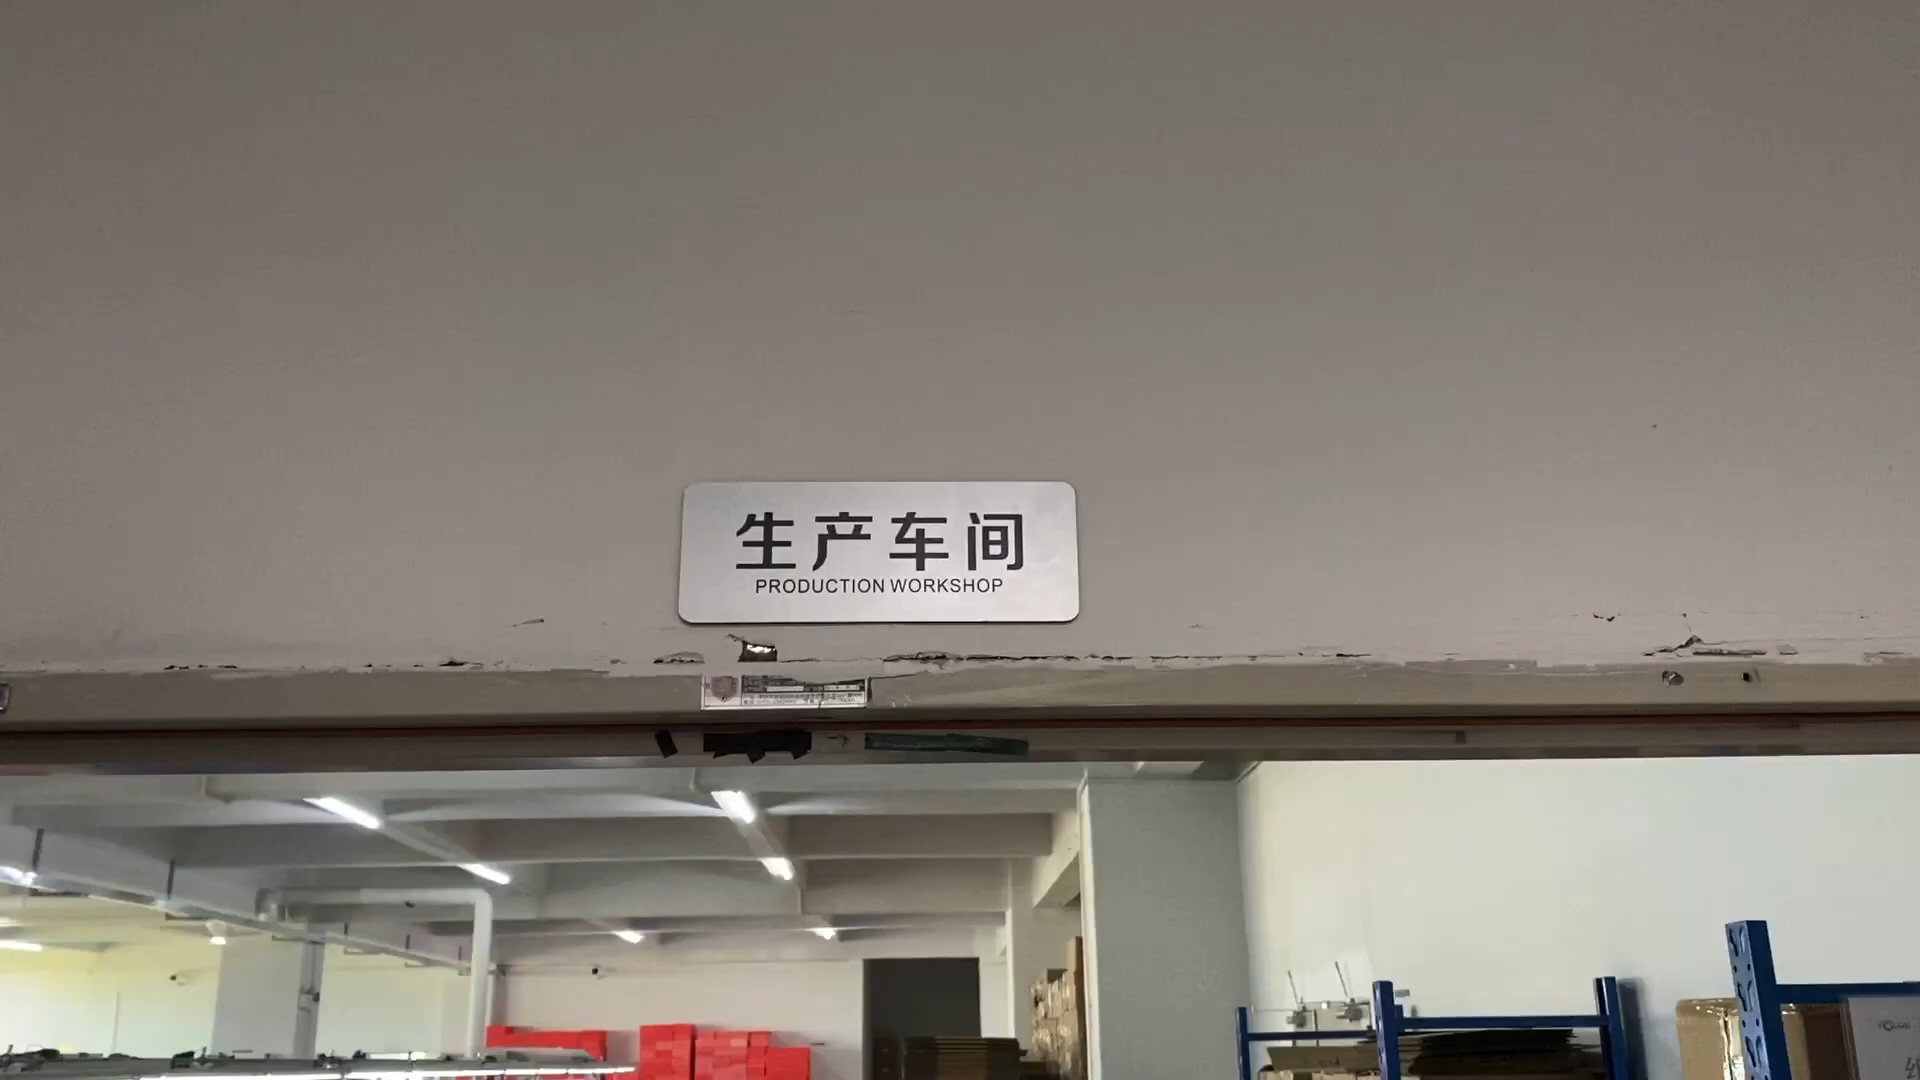 生产车间
PRODUCTION WORKSHOP